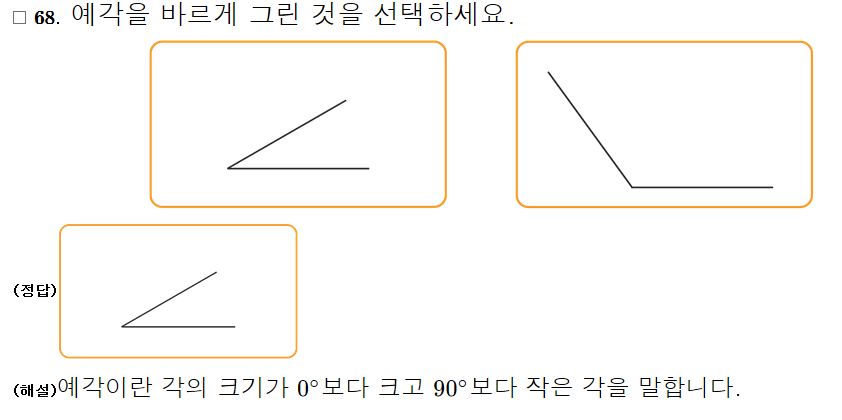 □ 68. 예각을 바르게 그린 것을 선택하세요.
(정답)
(해설)예각이란 각의 크기가 0°보다 크고 90°보다 작은 각을 말합니다.